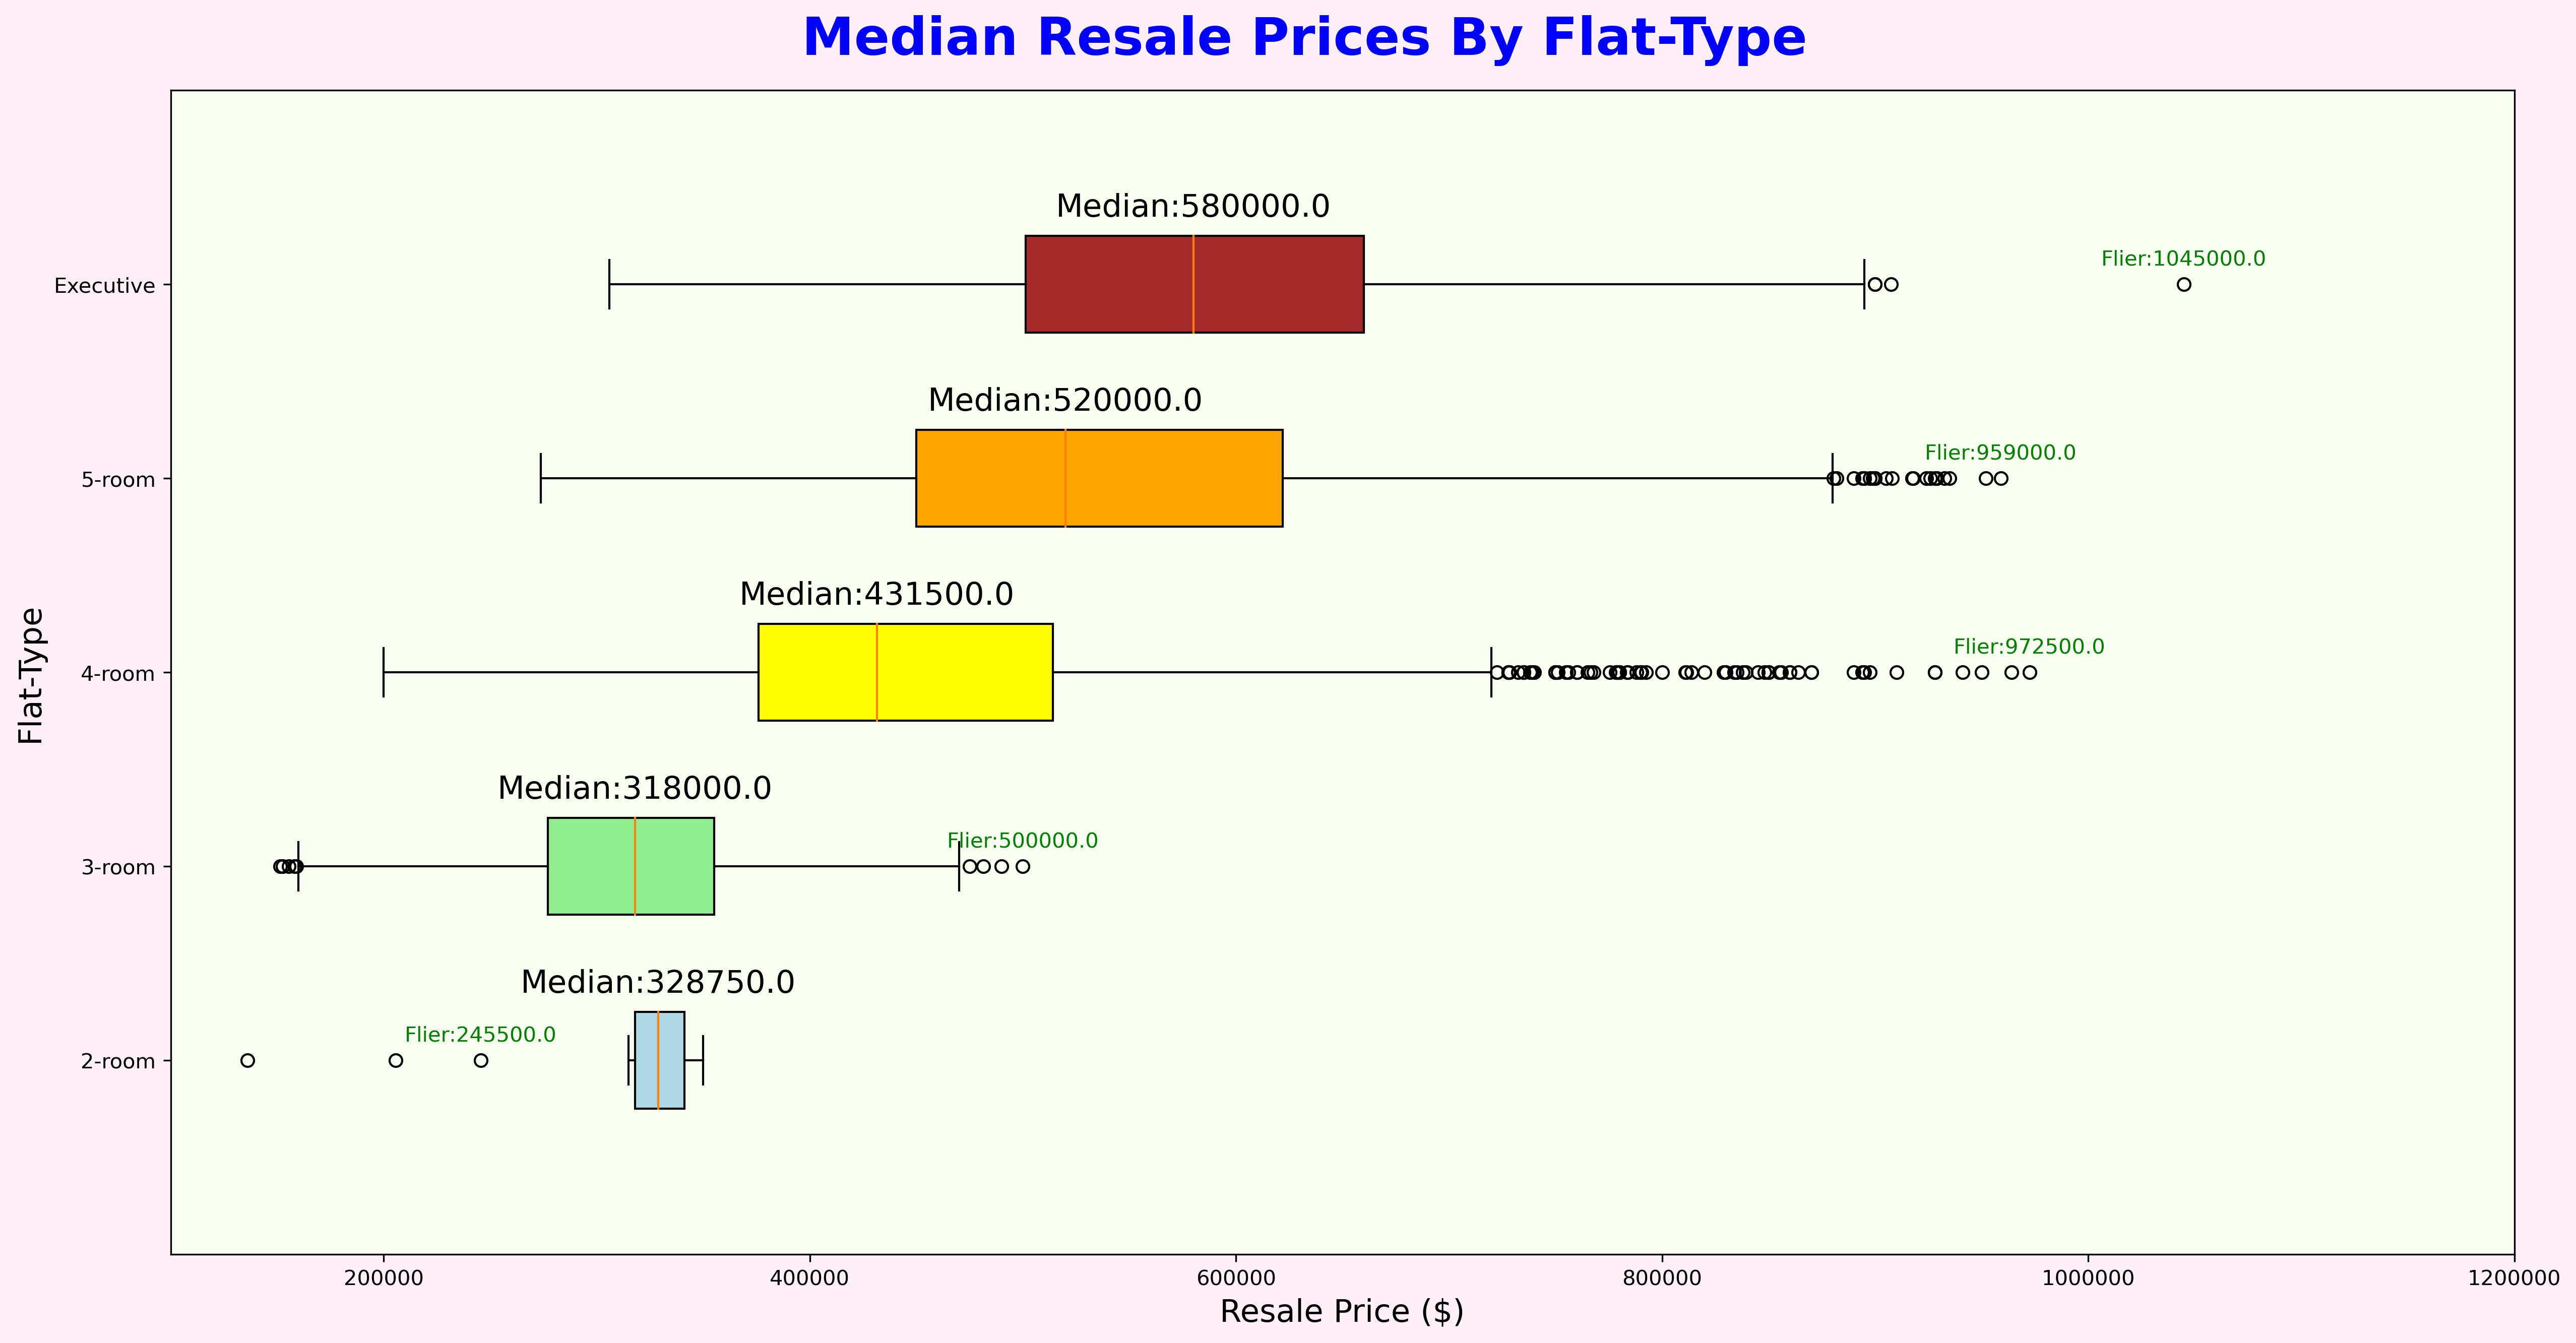 Median Resale Prices By Flat-Type
Median:580000.0
Flier:1045000.0
Executive
Median:520000.0
Flier:959000.0
5-room
Median:431500.0
Flier:972500.0
4-room
Median:318000.0
Flier:500000.0
3-room
Median:328750.0
Flier:245500.0
2-room
Flat-Type
200000 400000 600000 800000 1000000 1200000
Resale Price ($)